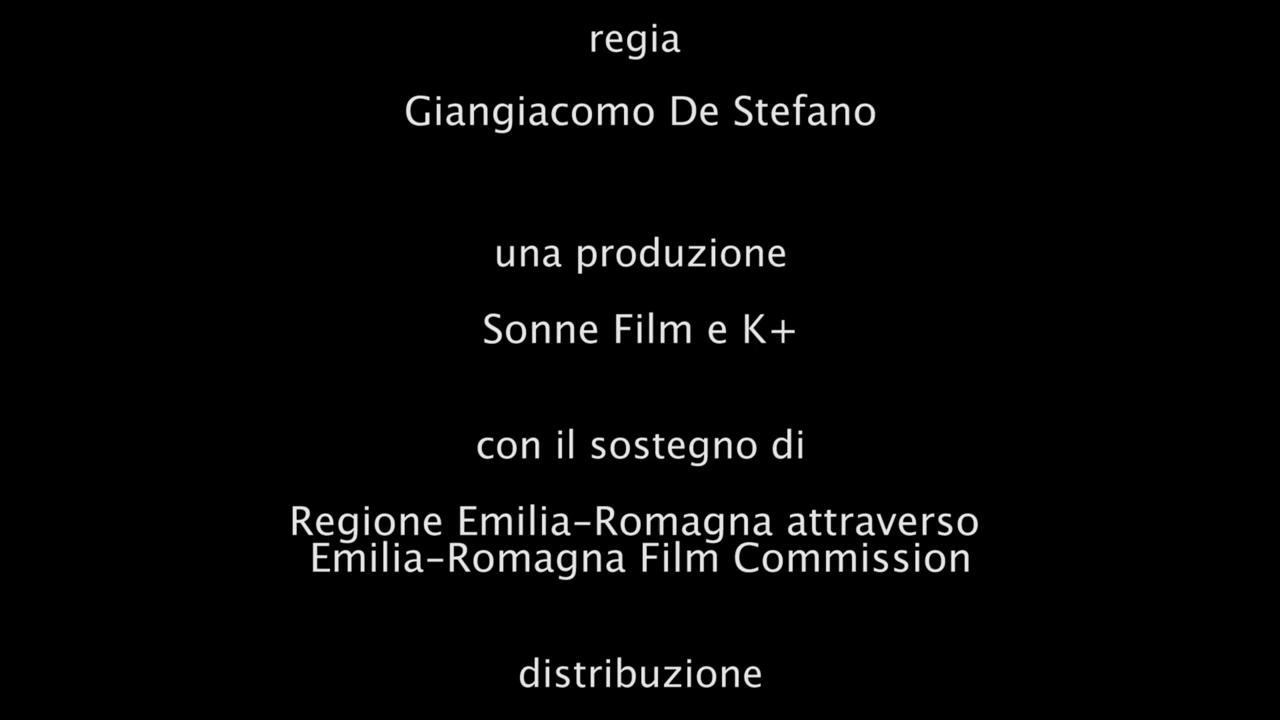 regia
Giangiacomo De Stefano
una produzione
Sonne Film e K+
con il sostegno di
Regione Emilia–Romagna attraverso
Emilia–Romagna Film Commission
distribuzione